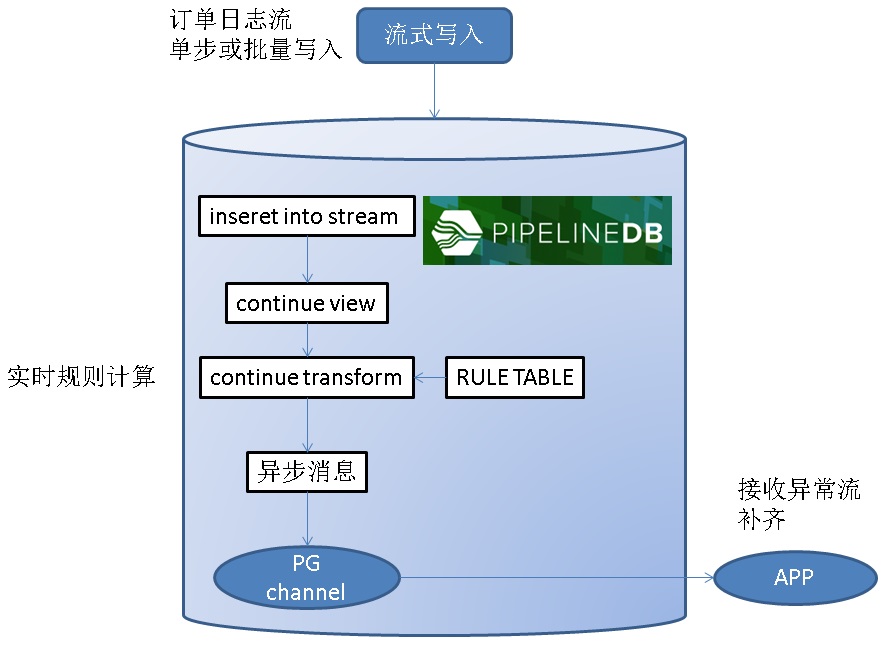 订单日志流
单步或批量写入
流式写入
inseret into stream
PIPELINEDB
continue view
实时规则计算
continue transform
RULE TABLE
异步消息
接收异常流
补齐
PG
channel
APP